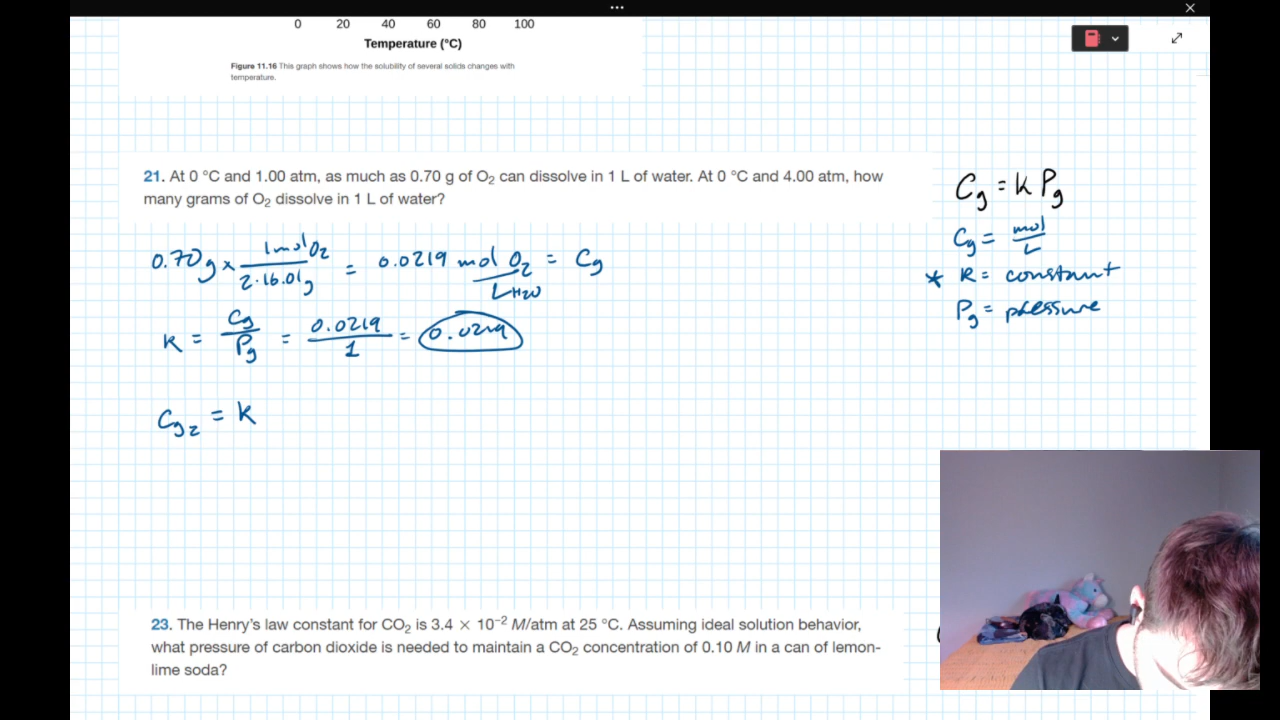 0 20 40 60 80 100
Temperature (°C)
Figure 11.16 This graph shows how the solubility of several solids changes with
temperature.
21. At 0 °C and 1.00 atm, as much as 0.70 g of O₂ can dissolve in 1 L of water. At 0 °C and 4.00 atm, how
many grams of O₂ dissolve in 1 L of water?
0.70g × 1 mol O₂ / 2·16.01g = 0.0219 mol O₂ / L H₂O = Cg
K = Cg / Pg = 0.0219 / 1 = 0.0219
Cg₂ = K
Cg = K Pg
Cg = mol / L
* K = constant
Pg = pressure
23. The Henry's law constant for CO₂ is 3.4 × 10⁻² M/atm at 25 °C. Assuming ideal solution behavior,
what pressure of carbon dioxide is needed to maintain a CO₂ concentration of 0.10 M in a can of lemon-
lime soda?